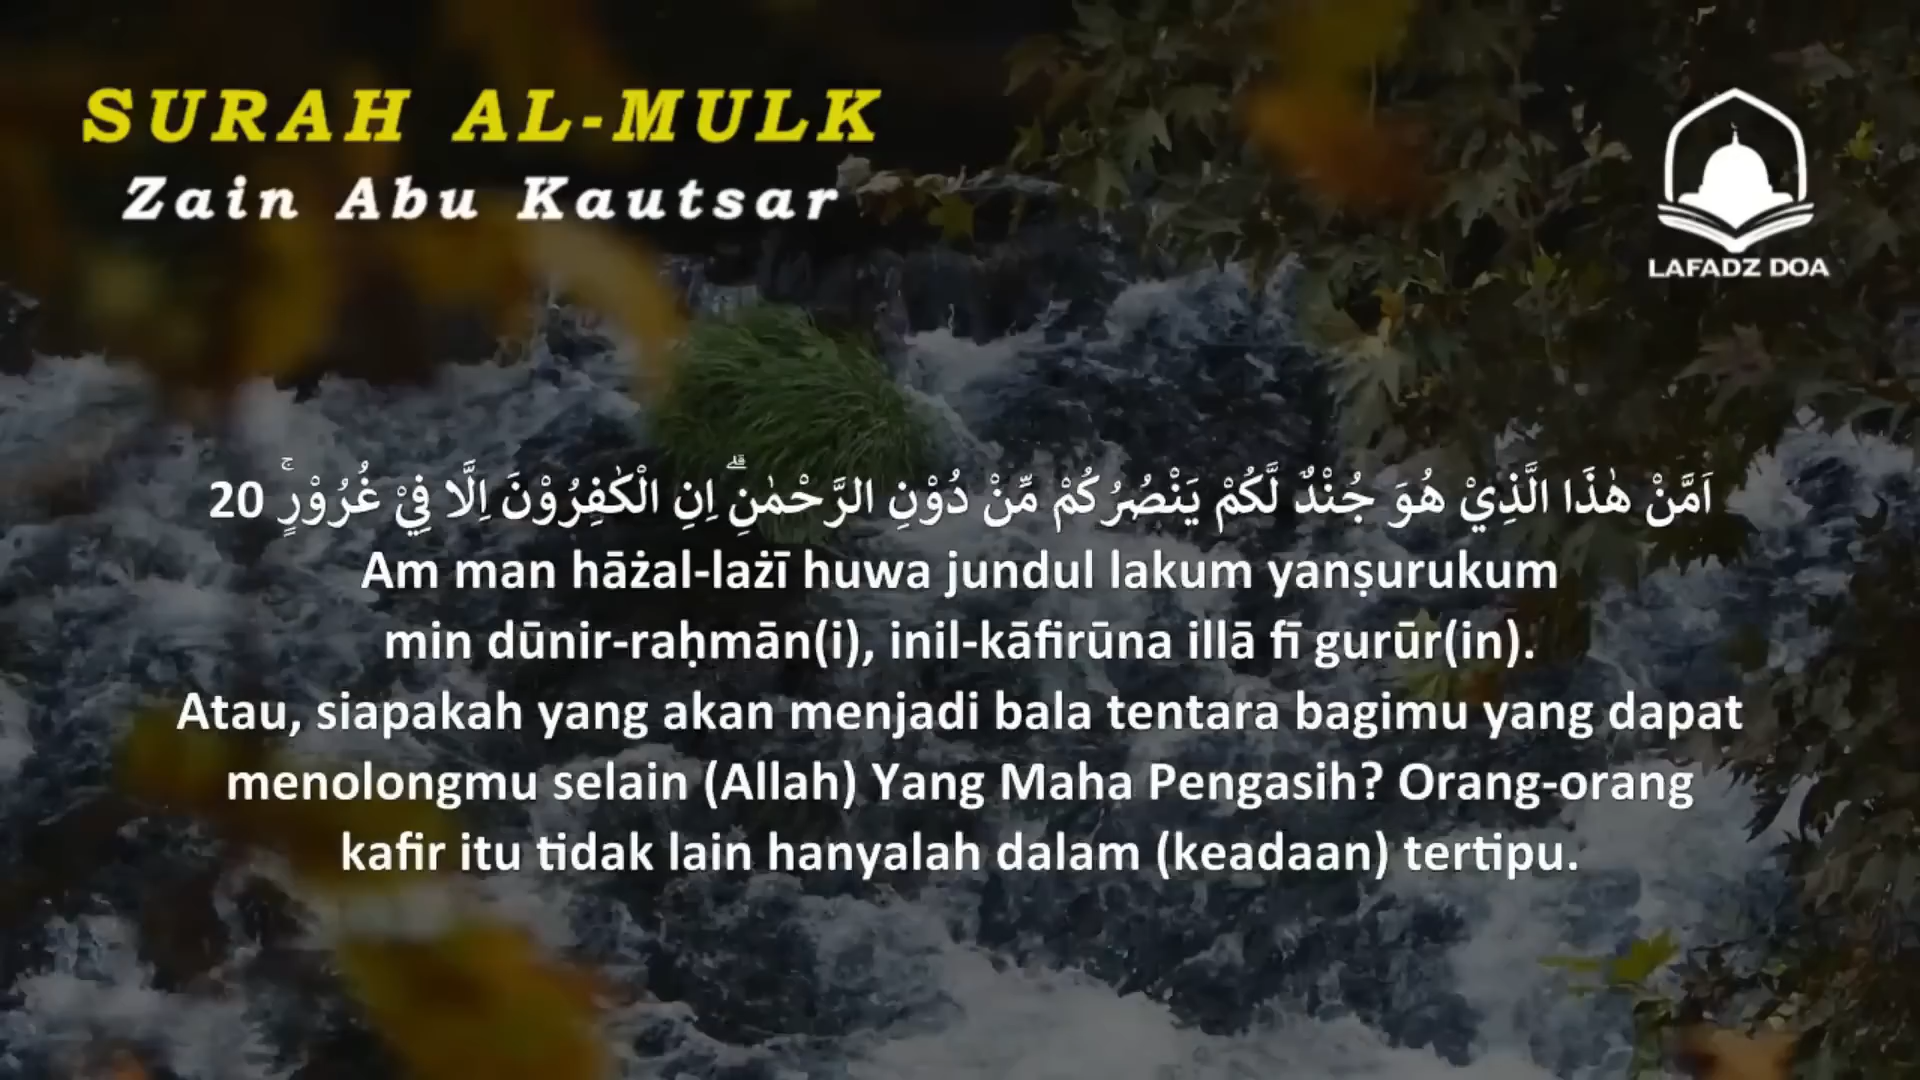 SURAH AL-MULK
Zain Abu Kautsar
LAFADZ DOA
اَمَّنْ هٰذَا الَّذِيْ هُوَ جُنْدٌ لَّكُمْ يَنْصُرُكُمْ مِّنْ دُوْنِ الرَّحْمٰنِۗ اِنِ الْكٰفِرُوْنَ اِلَّا فِيْ غُرُوْرٍۚ 20
Am man hāżal-lażī huwa jundul lakum yanṣurukum
min dūnir-raḥmān(i), inil-kāfirūna illā fī gurūr(in).
Atau, siapakah yang akan menjadi bala tentara bagimu yang dapat
menolongmu selain (Allah) Yang Maha Pengasih? Orang-orang
kafir itu tidak lain hanyalah dalam (keadaan) tertipu.